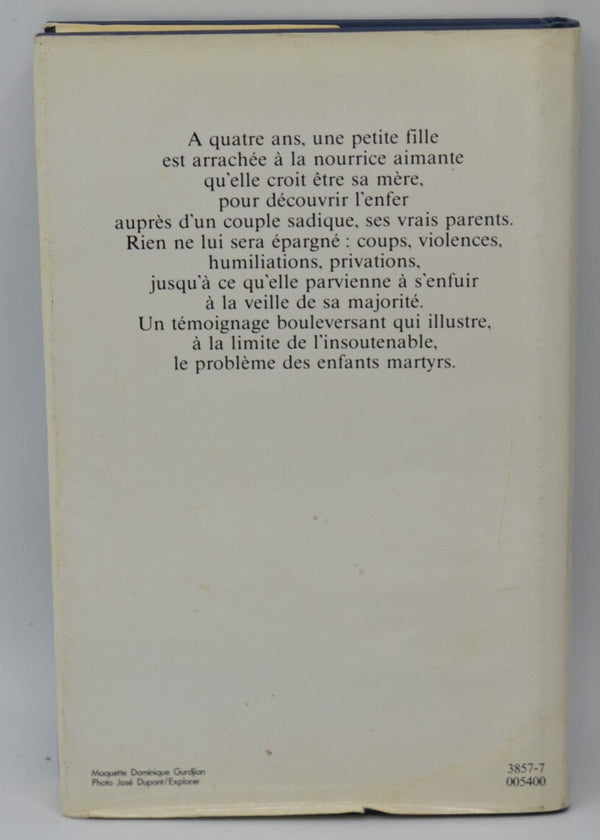 A quatre ans, une petite fille
est arrachée à la nourrice aimante
qu'elle croit être sa mère,
pour découvrir l'enfer
auprès d'un couple sadique, ses vrais parents.
Rien ne lui sera épargné : coups, violences,
humiliations, privations,
jusqu'à ce qu'elle parvienne à s'enfuir
à la veille de sa majorité.
Un témoignage bouleversant qui illustre,
à la limite de l'insoutenable,
le problème des enfants martyrs.
Maquette Dominique Gurdjian
Photo José Dupont/Explorer
3857-7
005400